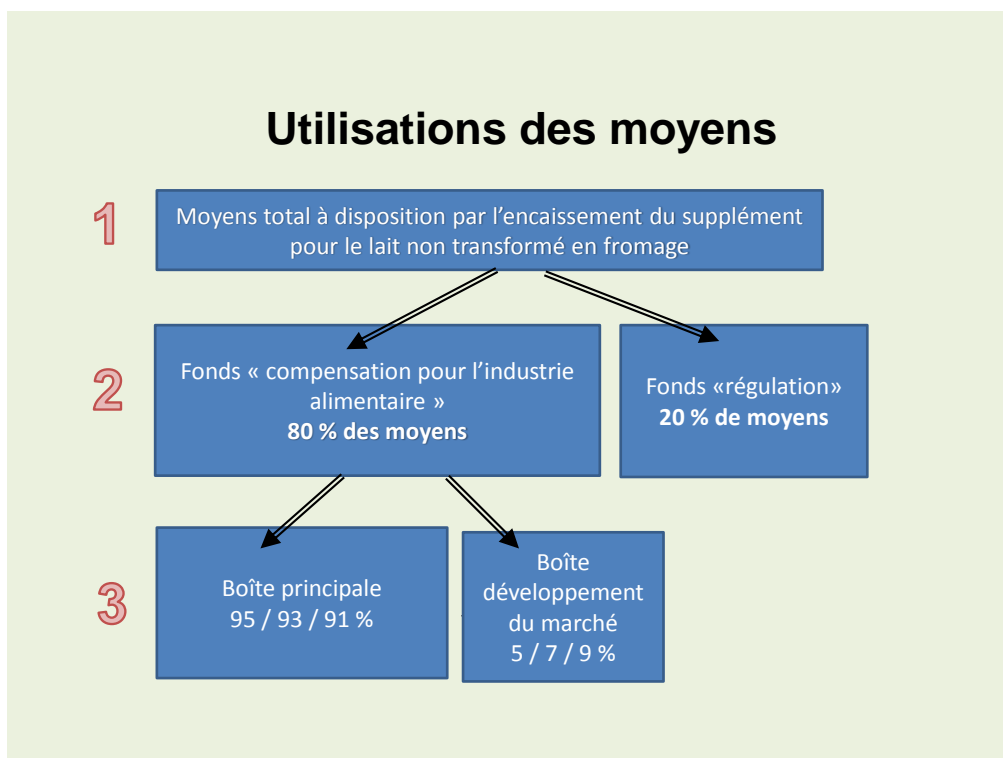 Utilisations des moyens
1
Moyens total à disposition par l'encaissement du supplément
pour le lait non transformé en fromage
2
Fonds « compensation pour l'industrie
alimentaire »
80 % des moyens
Fonds «régulation»
20 % de moyens
3
Boîte principale
95 / 93 / 91 %
Boîte
développement
du marché
5 / 7 / 9 %